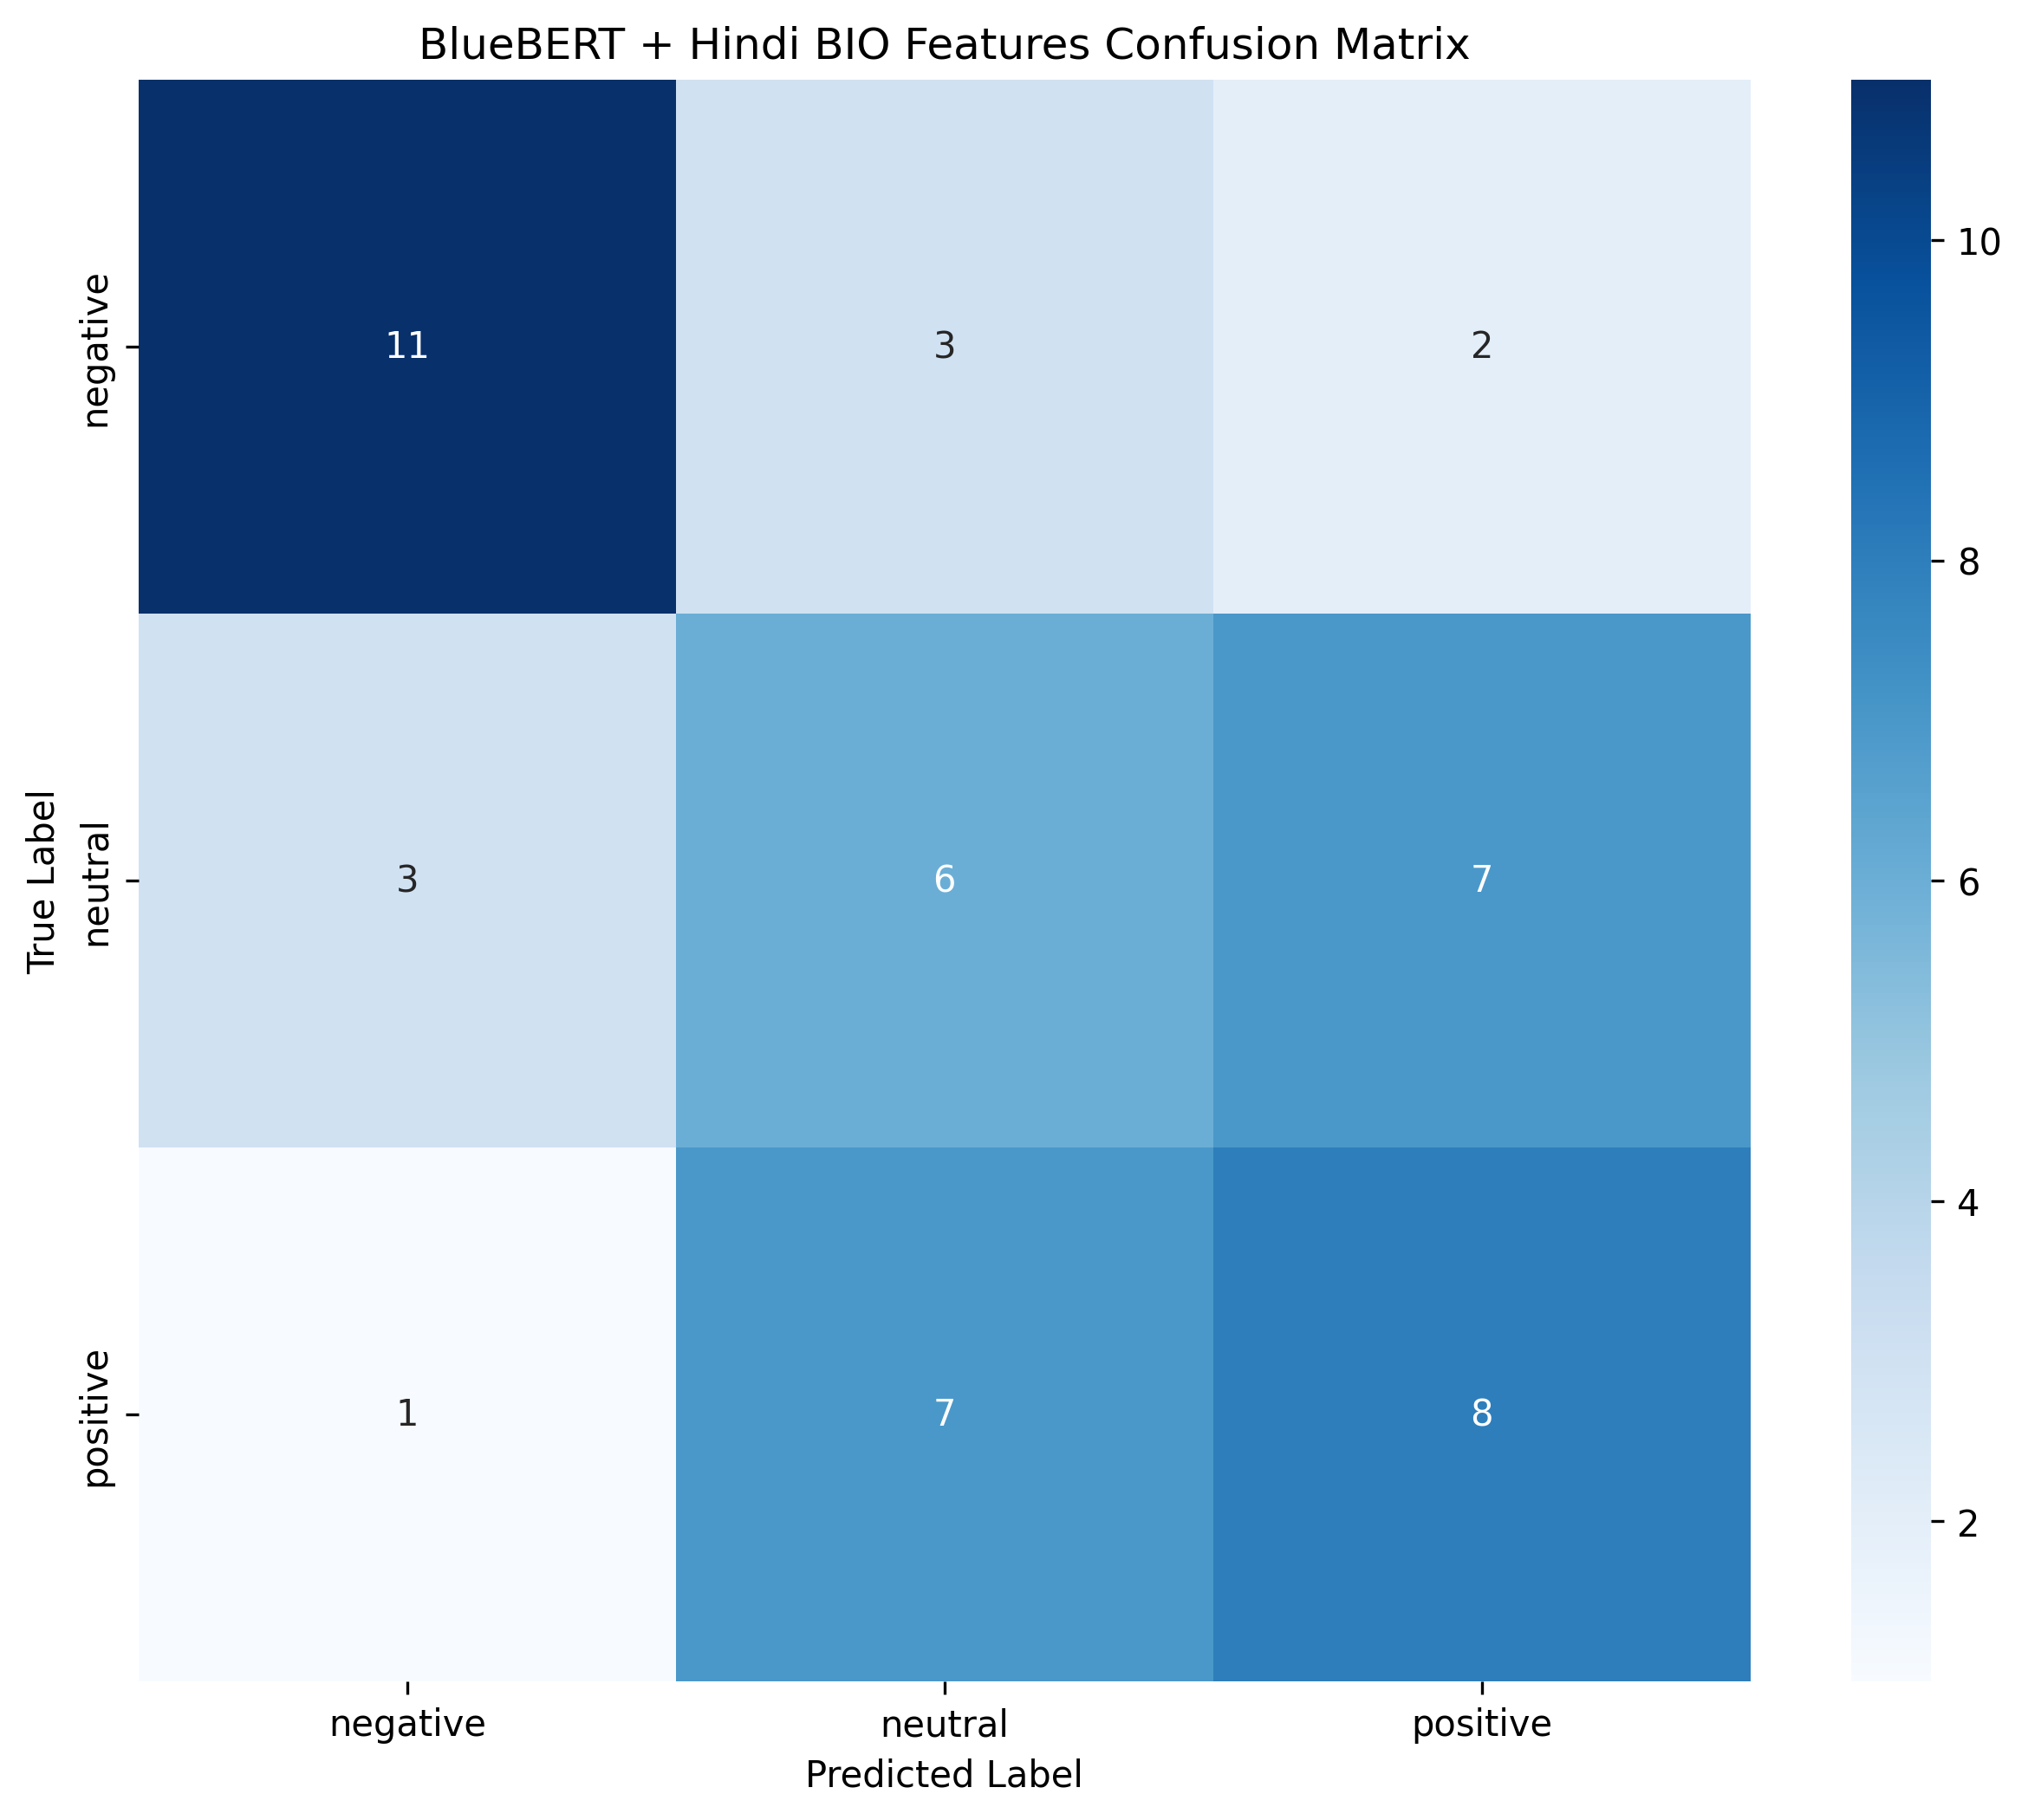 BlueBERT + Hindi BIO Features Confusion Matrix
True Label
negative
neutral
positive
11 3 2
3 6 7
1 7 8
negative neutral positive
Predicted Label
10
8
6
4
2